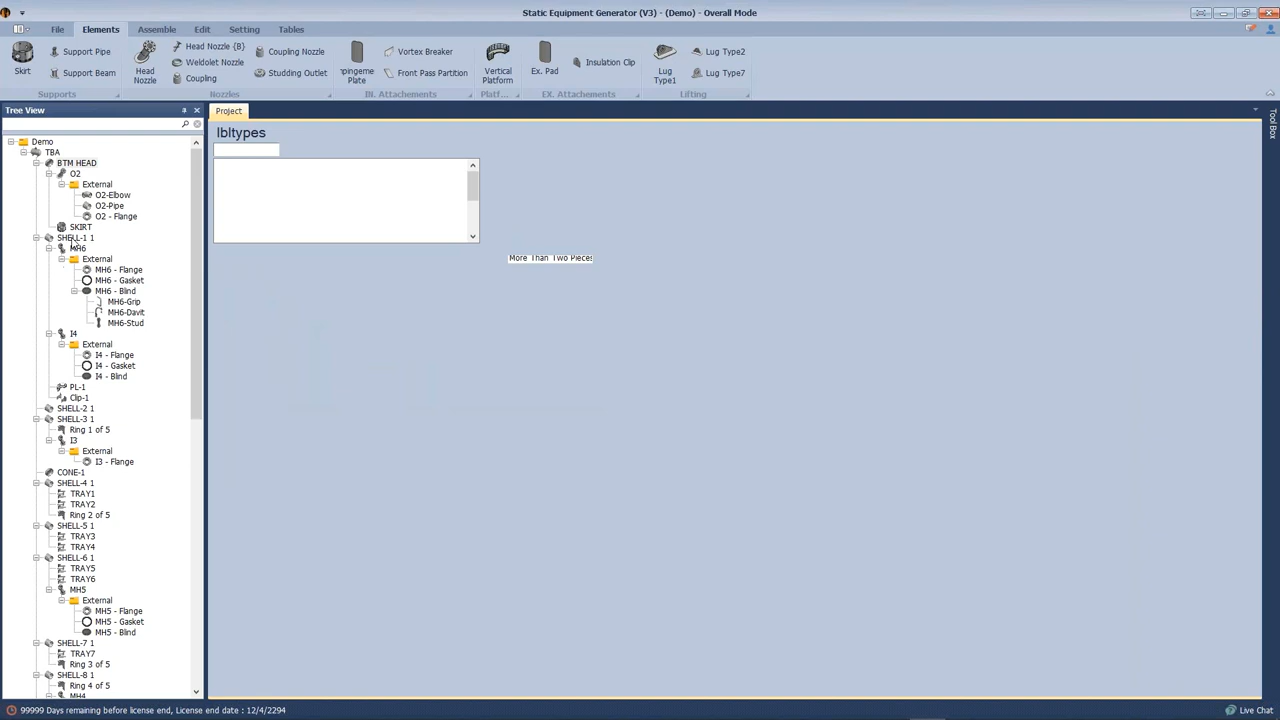 Static Equipment Generator (V3) - (Demo) - Overall Mode
File Elements Assemble Edit Setting Tables
Skirt Support Pipe Support Beam Head Nozzle Head Nozzle {B} Weldolet Nozzle Coupling Coupling Nozzle Studding Outlet
pingeme Plate Vortex Breaker Front Pass Partition Vertical Platform Ex. Pad Insulation Clip Lug Type1 Lug Type2 Lug Type7
Supports Nozzles IN. Attachements Platf... EX. Attachements Lifting
Tree View
Project
Tool Box
lbltypes
More Than Two Pieces
Demo
TBA
BTM HEAD
O2
External
O2-Elbow
O2-Pipe
O2 - Flange
SKIRT
SHELL-1 1
MH6
External
MH6 - Flange
MH6 - Gasket
MH6 - Blind
MH6-Grip
MH6-Davit
MH6-Stud
I4
External
I4 - Flange
I4 - Gasket
I4 - Blind
PL-1
Clip-1
SHELL-2 1
SHELL-3 1
Ring 1 of 5
I3
External
I3 - Flange
CONE-1
SHELL-4 1
TRAY1
TRAY2
Ring 2 of 5
SHELL-5 1
TRAY3
TRAY4
SHELL-6 1
TRAY5
TRAY6
MH5
External
MH5 - Flange
MH5 - Gasket
MH5 - Blind
SHELL-7 1
TRAY7
Ring 3 of 5
SHELL-8 1
Ring 4 of 5
MH4
99999 Days remaining before license end, License end date : 12/4/2294
Live Chat